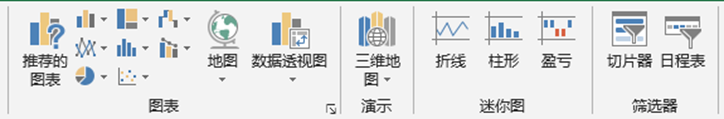 推荐的
图表
地图
数据透视图
图表
三维地
图
演示
折线
柱形
盈亏
迷你图
切片器
日程表
筛选器